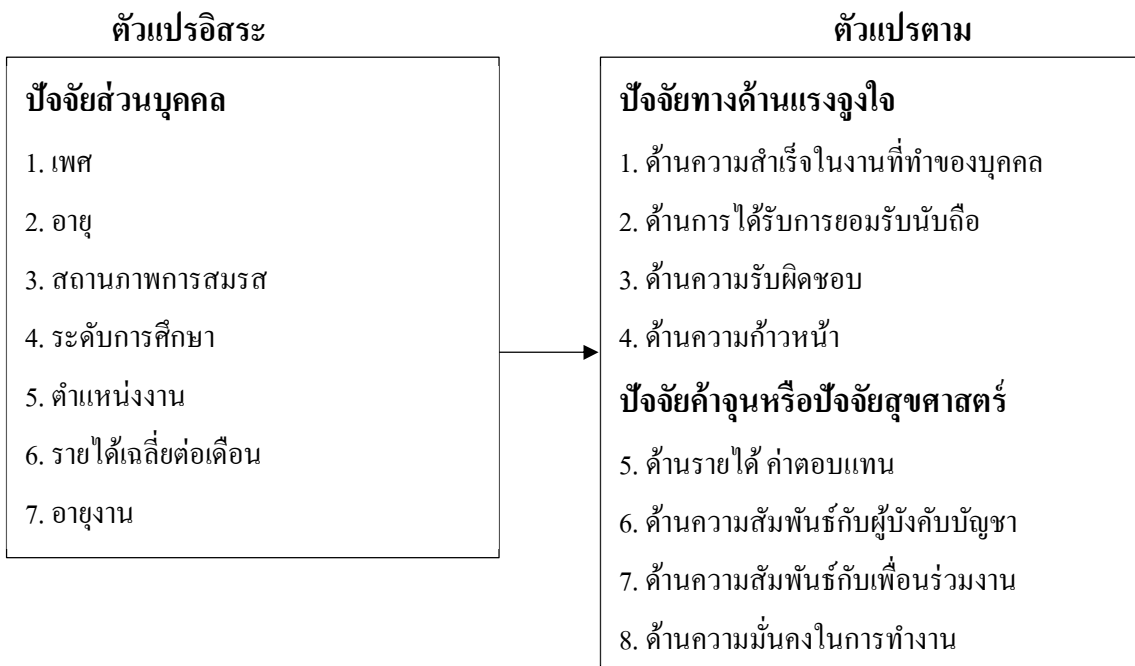 ตัวแปรอิสระ
ปัจจัยส่วนบุคคล
1. เพศ
2. อายุ
3. สถานภาพการสมรส
4. ระดับการศึกษา
5. ตำแหน่งงาน
6. รายได้เฉลี่ยต่อเดือน
7. อายุงาน
ตัวแปรตาม
ปัจจัยทางด้านแรงจูงใจ
1. ด้านความสำเร็จในงานที่ทำของบุคคล
2. ด้านการได้รับการยอมรับนับถือ
3. ด้านความรับผิดชอบ
4. ด้านความก้าวหน้า
ปัจจัยค้าจุนหรือปัจจัยสุขศาสตร์
5. ด้านรายได้ ค่าตอบแทน
6. ด้านความสัมพันธ์กับผู้บังคับบัญชา
7. ด้านความสัมพันธ์กับเพื่อนร่วมงาน
8. ด้านความมั่นคงในการทำงาน